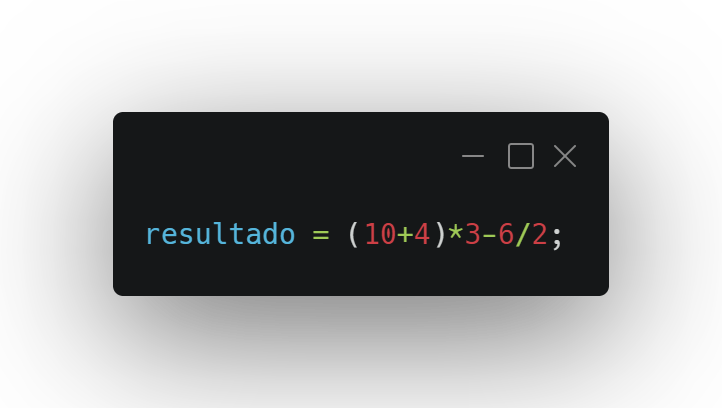 resultado = (10+4)*3-6/2;